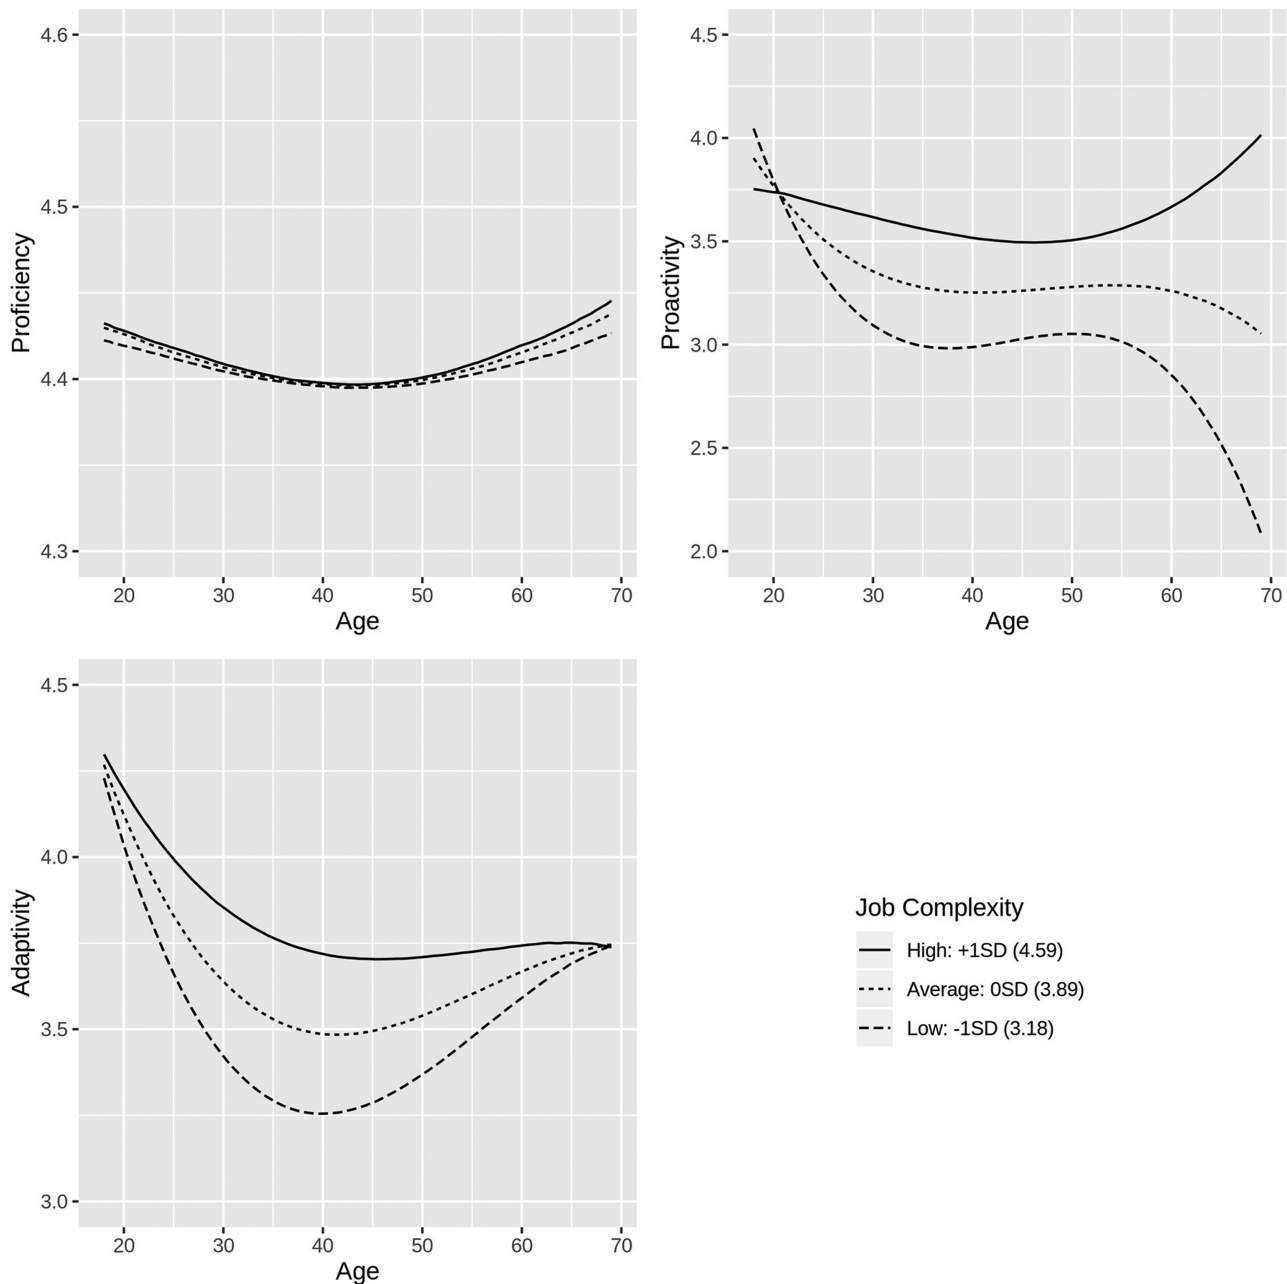 4.6
4.5
4.4
4.3
Proficiency
20 30 40 50 60 70
Age
4.5
4.0
3.5
3.0
2.5
2.0
Proactivity
20 30 40 50 60 70
Age
4.5
4.0
3.5
3.0
Adaptivity
20 30 40 50 60 70
Age
Job Complexity
High: +1SD (4.59)
Average: 0SD (3.89)
Low: -1SD (3.18)